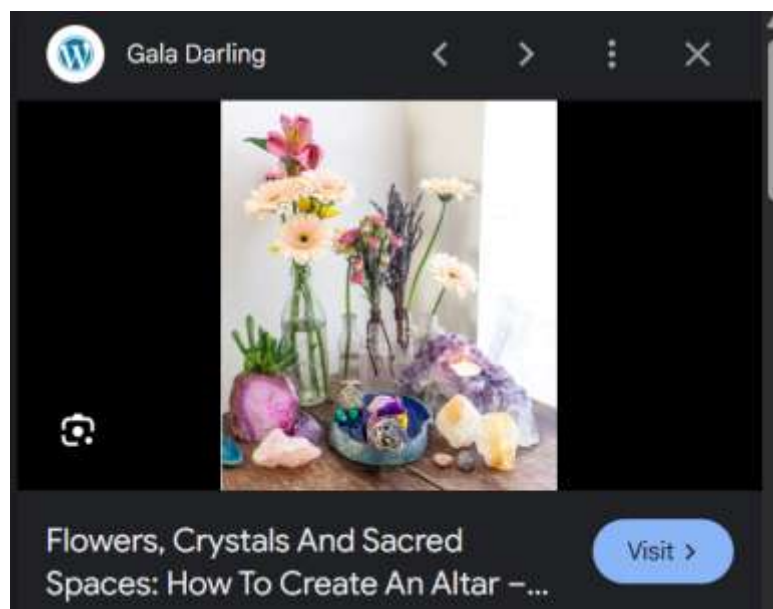 Gala Darling
Flowers, Crystals And Sacred
Spaces: How To Create An Altar –...
Visit >